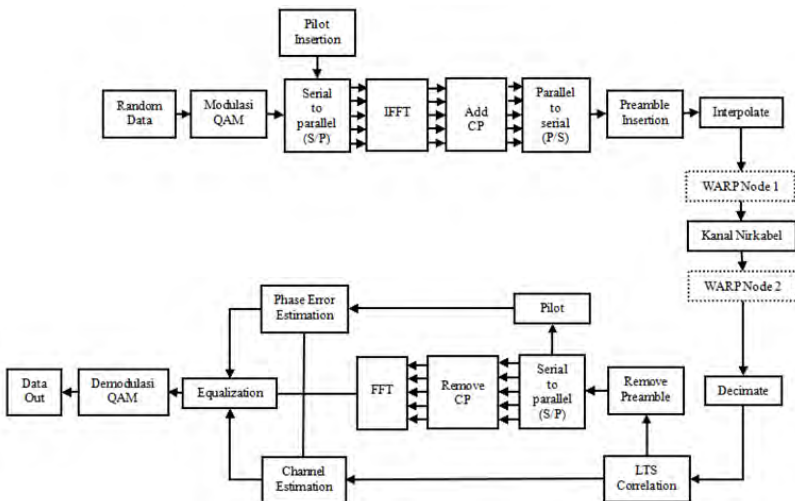 Pilot
Insertion
Random
Data
Modulasi
QAM
Serial
to
parallel
(S/P)
IFFT
Add
CP
Parallel
to
serial
(P/S)
Preamble
Insertion
Interpolate
WARP Node 1
Kanal Nirkabel
WARP Node 2
Phase Error
Estimation
Pilot
Data
Out
Demodulasi
QAM
Equalization
FFT
Remove
CP
Serial
to
parallel
(S/P)
Remove
Preamble
Decimate
Channel
Estimation
LTS
Correlation